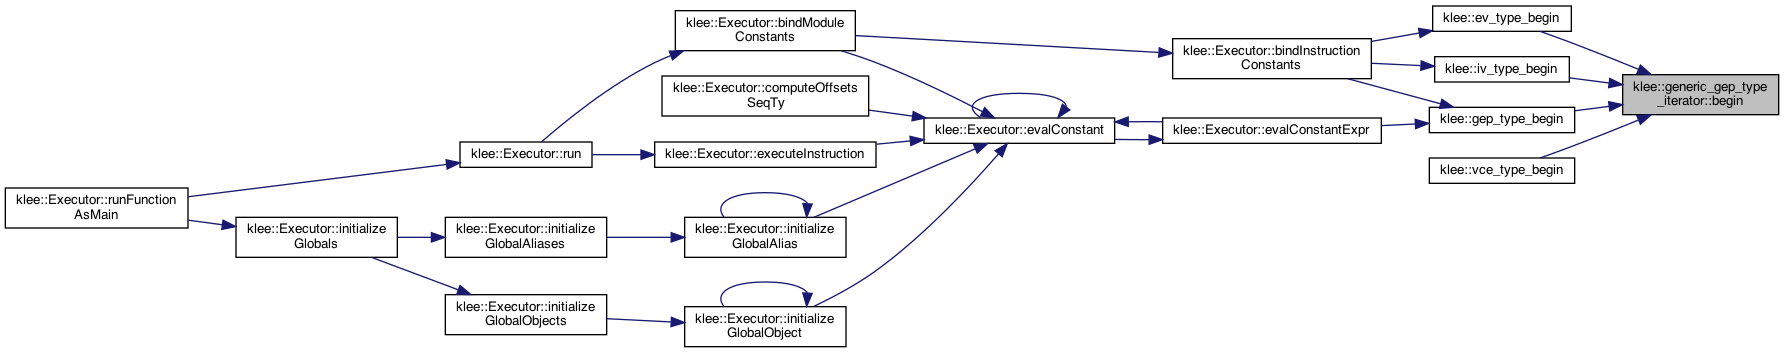 klee::Executor::bindModule
Constants
klee::ev_type_begin
klee::Executor::bindInstruction
Constants
klee::iv_type_begin
klee::generic_gep_type
_iterator::begin
klee::Executor::computeOffsets
SeqTy
klee::gep_type_begin
klee::Executor::evalConstant
klee::Executor::evalConstantExpr
klee::Executor::run
klee::Executor::executeInstruction
klee::vce_type_begin
klee::Executor::runFunction
AsMain
klee::Executor::initialize
Globals
klee::Executor::initialize
GlobalAliases
klee::Executor::initialize
GlobalAlias
klee::Executor::initialize
GlobalObjects
klee::Executor::initialize
GlobalObject